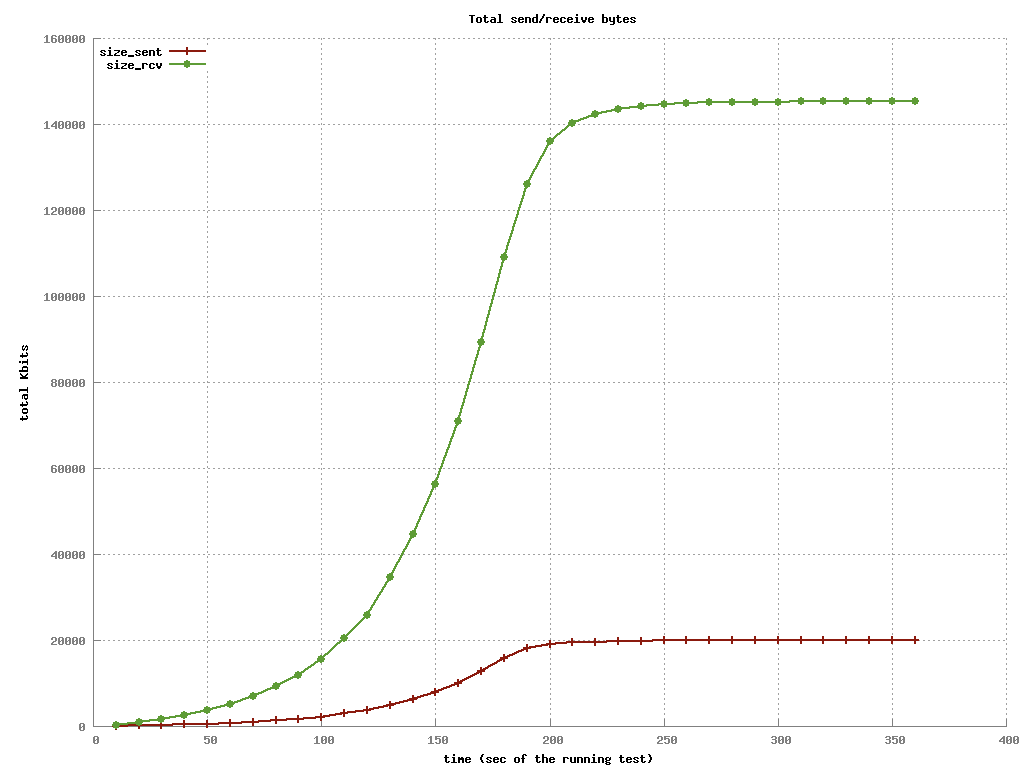 Total send/receive bytes
size_sent
size_rcv
160000
140000
120000
100000
80000
60000
40000
20000
0
total Kbits
0 50 100 150 200 250 300 350 400
time (sec of the running test)